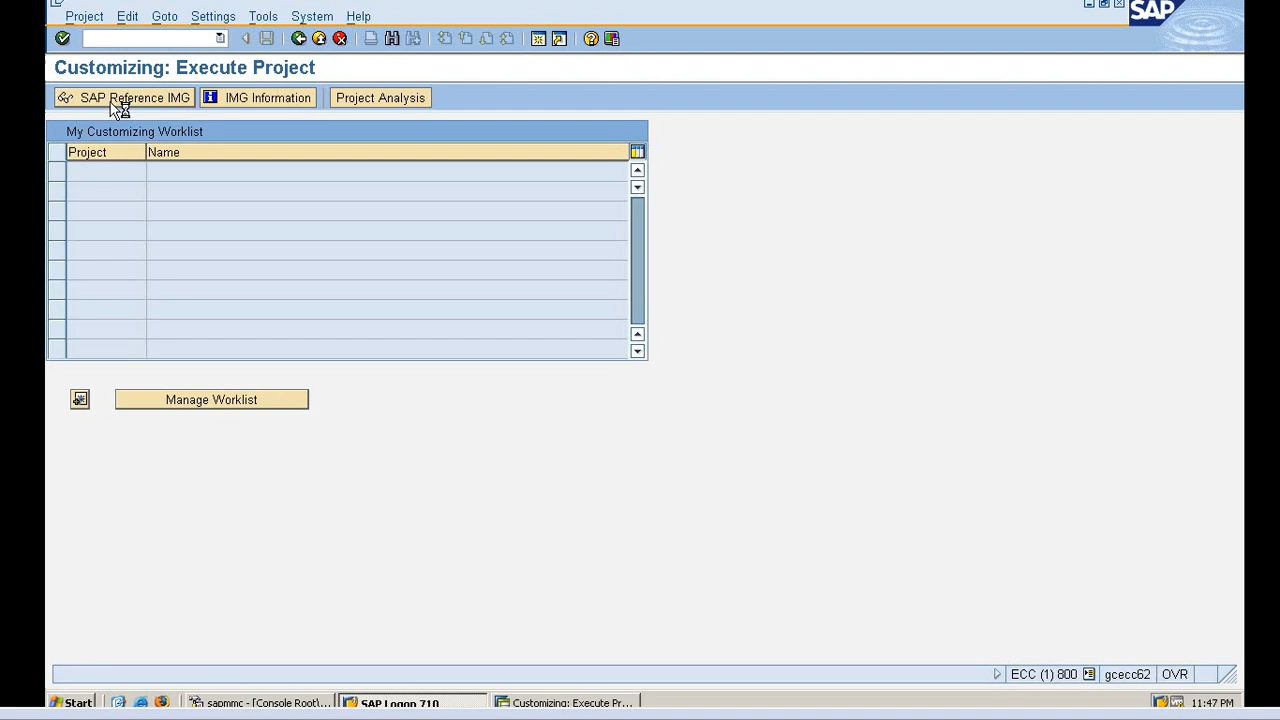 Project Edit Goto Settings Tools System Help
SAP
Customizing: Execute Project
SAP Reference IMG IMG Information Project Analysis
My Customizing Worklist
Project Name
Manage Worklist
ECC (1) 800 gcecc62 OVR
Start sapmmc - [Console Root\... SAP Logon 710 Customizing: Execute Pr... 11:47 PM